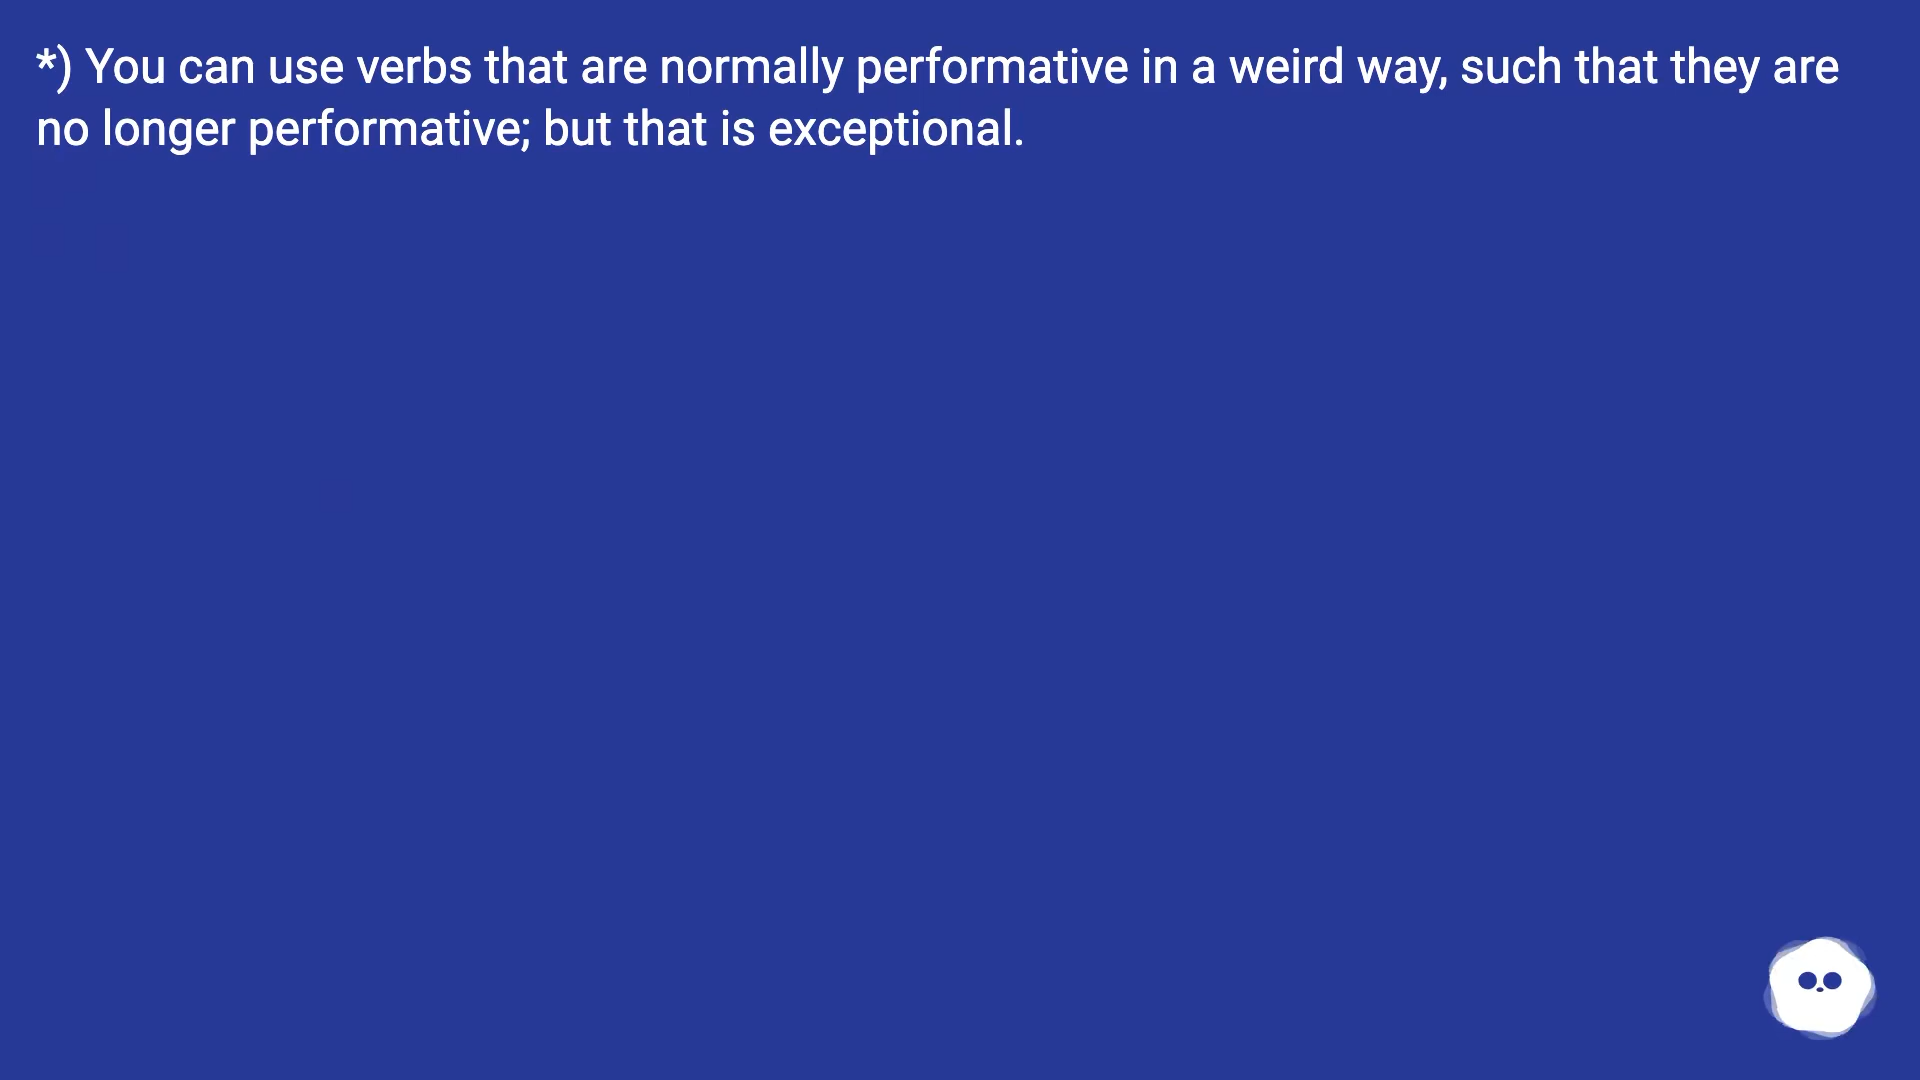 *) You can use verbs that are normally performative in a weird way, such that they are
no longer performative; but that is exceptional.